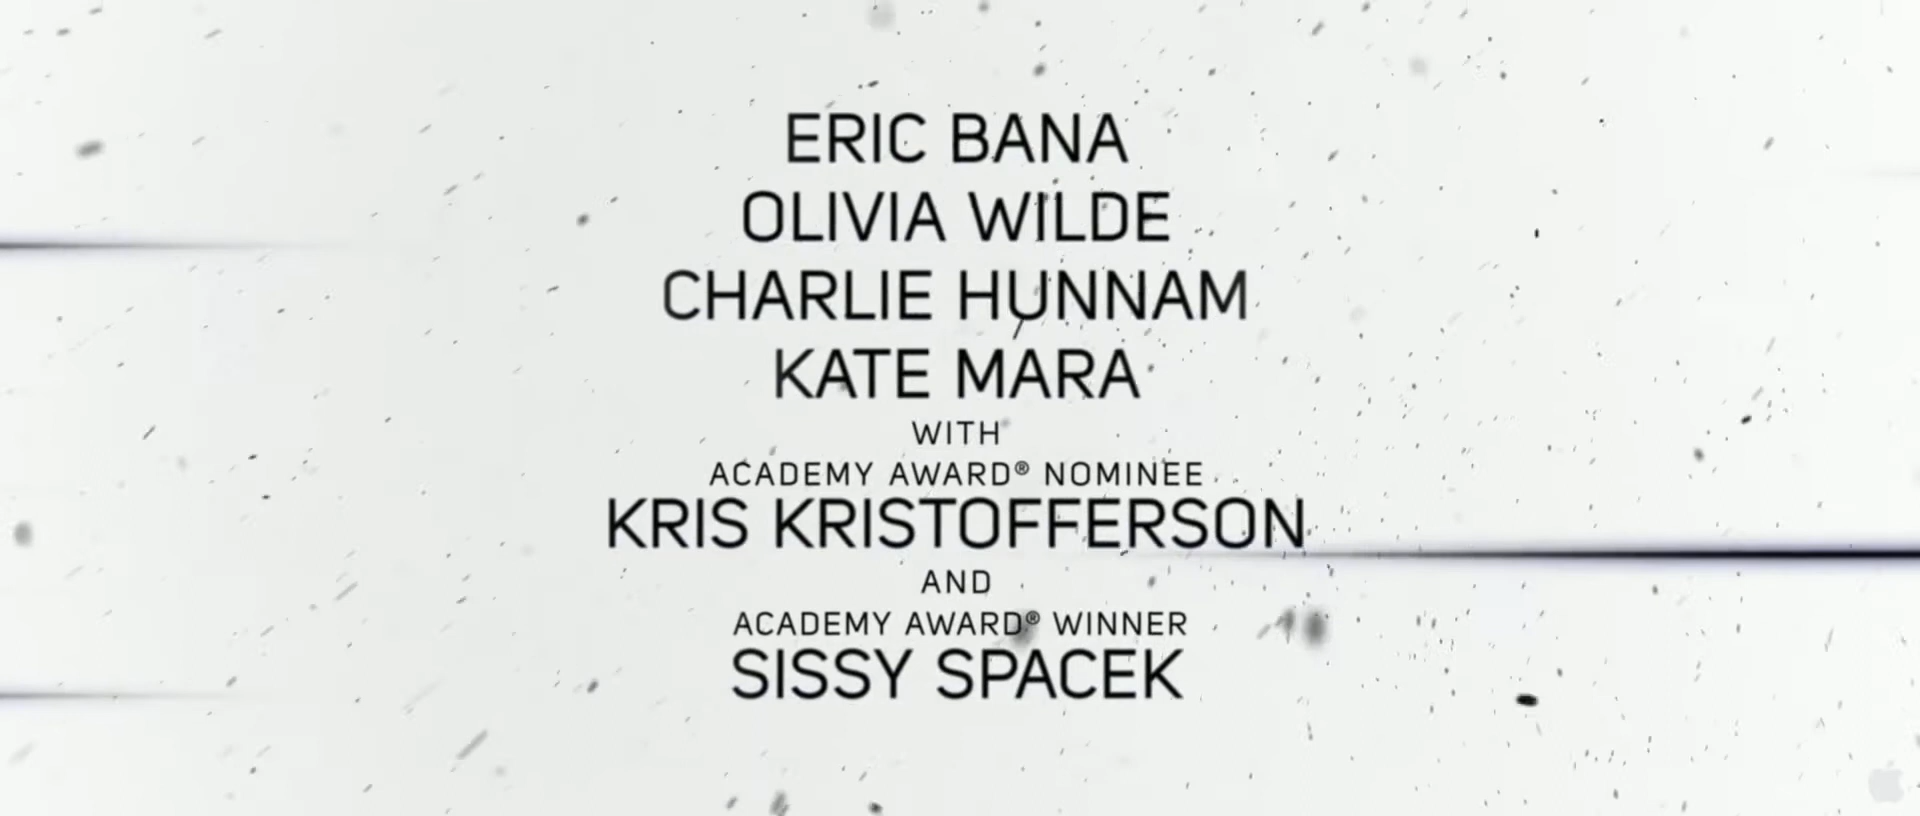 ERIC BANA
OLIVIA WILDE
CHARLIE HUNNAM
KATE MARA
WITH
ACADEMY AWARD® NOMINEE
KRIS KRISTOFFERSON
AND
ACADEMY AWARD® WINNER
SISSY SPACEK